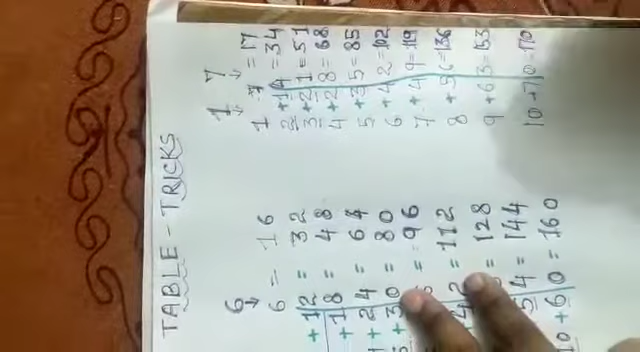 TABLE - TRICKS
6
6 = 16
+ 12 = 32
+ 18 = 48
+ 24 = 64
+ 30 = 80
= 96
42 = 112
= 128
54 = 144
10 + 60 = 160
1 7
1 7 = 17
2 + 14 = 34
3 + 21 = 51
4 + 28 = 68
5 + 35 = 85
6 + 42 = 102
7 + 49 = 119
8 + 56 = 136
9 + 63 = 153
10 + 70 = 170